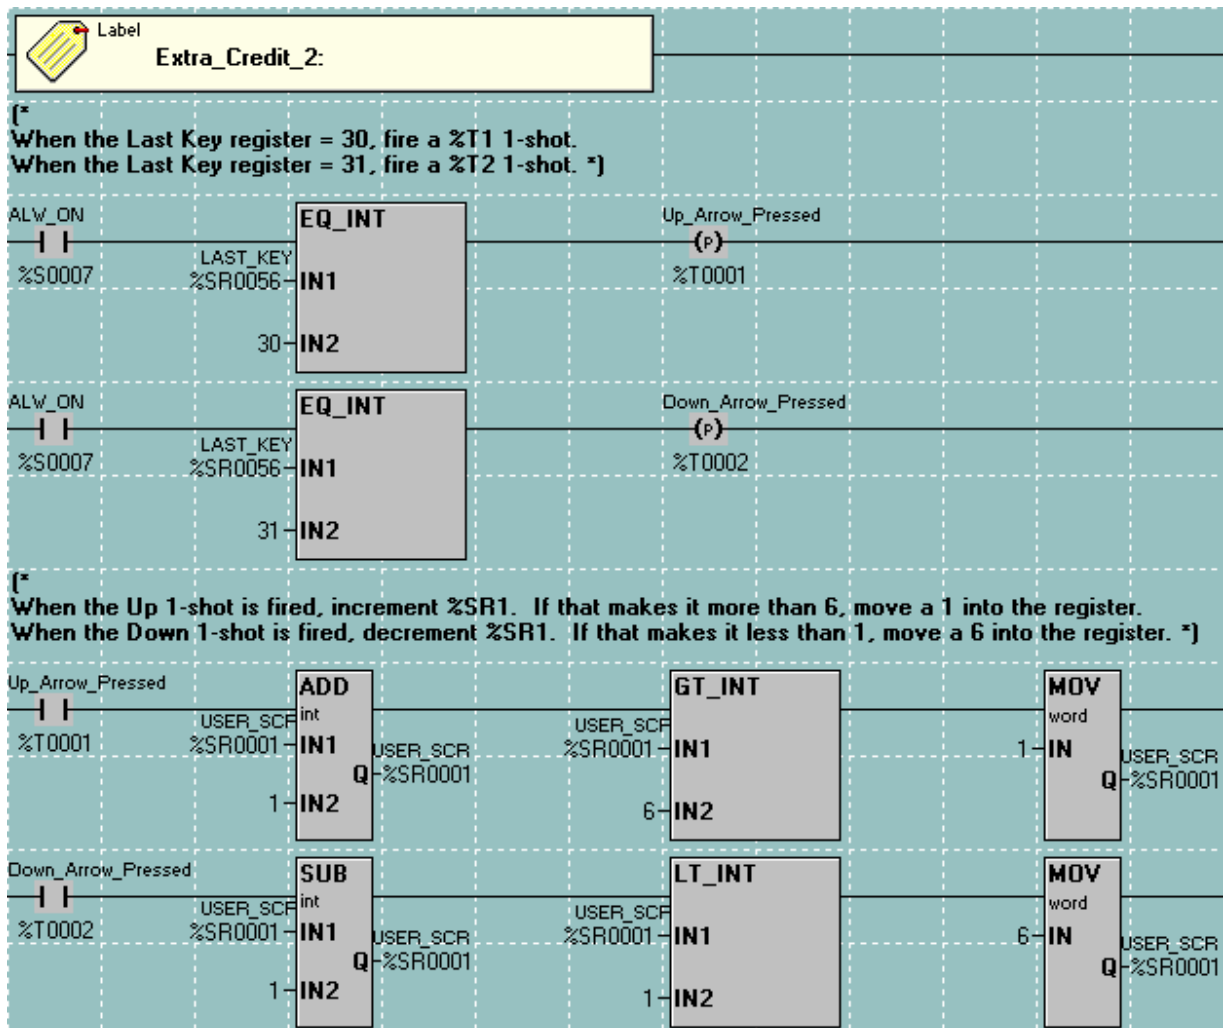 Label
Extra_Credit_2:
(*
When the Last Key register = 30, fire a %T1 1-shot.
When the Last Key register = 31, fire a %T2 1-shot. *)
ALW_ON
EQ_INT
Up_Arrow_Pressed
(P)
%S0007
LAST_KEY
%SR0056
IN1
%T0001
30
IN2
ALW_ON
EQ_INT
Down_Arrow_Pressed
(P)
%S0007
LAST_KEY
%SR0056
IN1
%T0002
31
IN2
(*
When the Up 1-shot is fired, increment %SR1.  If that makes it more than 6, move a 1 into the register.
When the Down 1-shot is fired, decrement %SR1.  If that makes it less than 1, move a 6 into the register. *)
Up_Arrow_Pressed
%T0001
ADD
int
USER_SCR
%SR0001
IN1
USER_SCR
Q
%SR0001
1
IN2
GT_INT
USER_SCR
%SR0001
IN1
6
IN2
MOV
word
1
IN
USER_SCR
Q
%SR0001
Down_Arrow_Pressed
%T0002
SUB
int
USER_SCR
%SR0001
IN1
USER_SCR
Q
%SR0001
1
IN2
LT_INT
USER_SCR
%SR0001
IN1
1
IN2
MOV
word
6
IN
USER_SCR
Q
%SR0001